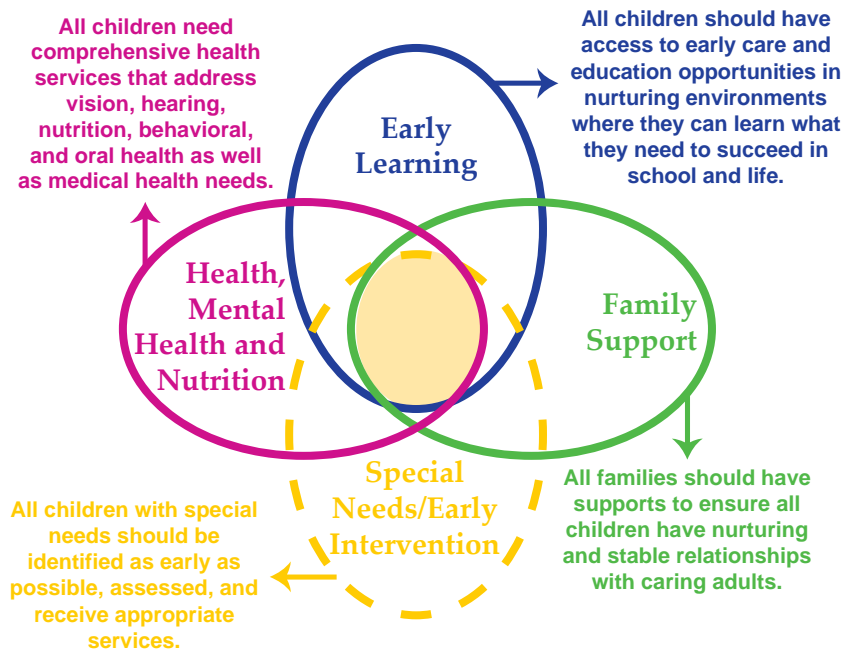 All children need
comprehensive health
services that address
vision, hearing,
nutrition, behavioral,
and oral health as well
as medical health needs.
All children should have
access to early care and
education opportunities in
nurturing environments
where they can learn what
they need to succeed in
school and life.
Early
Learning
Health,
Mental
Health and
Nutrition
Family
Support
Special
Needs/Early
Intervention
All children with special
needs should be
identified as early as
possible, assessed, and
receive appropriate
services.
All families should have
supports to ensure all
children have nurturing
and stable relationships
with caring adults.